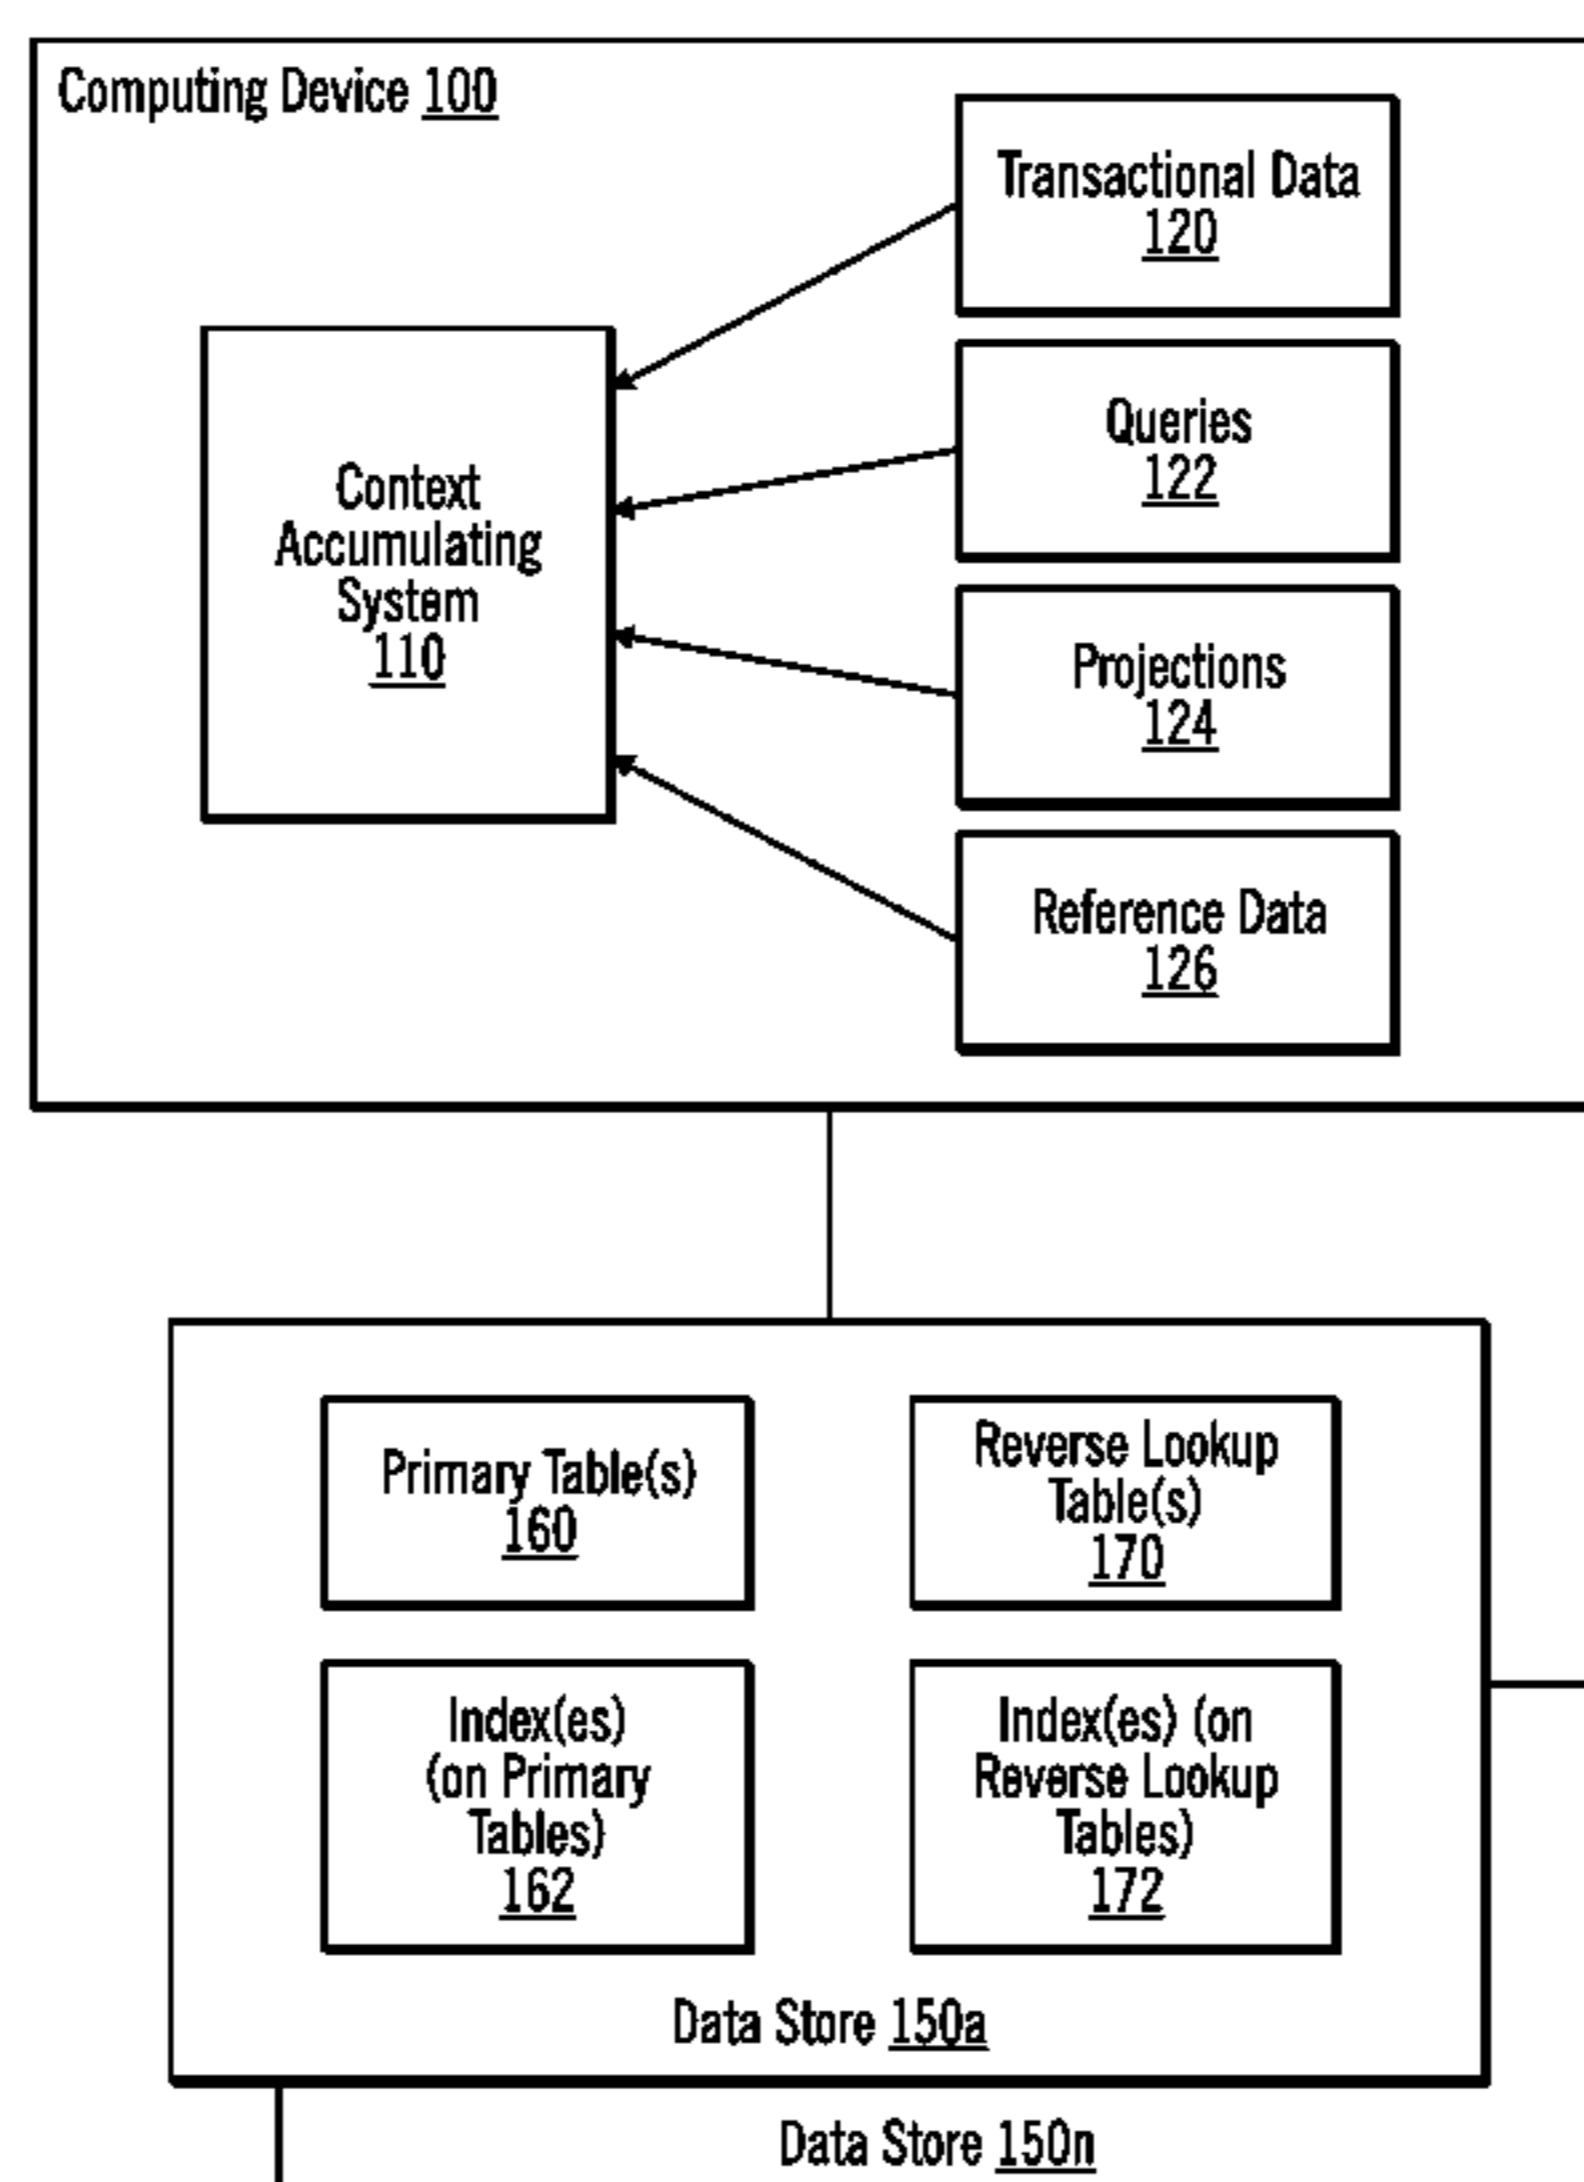 Computing Device 100
Transactional Data
120
Queries
122
Context
Accumulating
System
110
Projections
124
Reference Data
126
Primary Table(s)
160
Reverse Lookup
Table(s)
170
Index(es)
(on Primary
Tables)
162
Index(es) (on
Reverse Lookup
Tables)
172
Data Store 150a
Data Store 150n